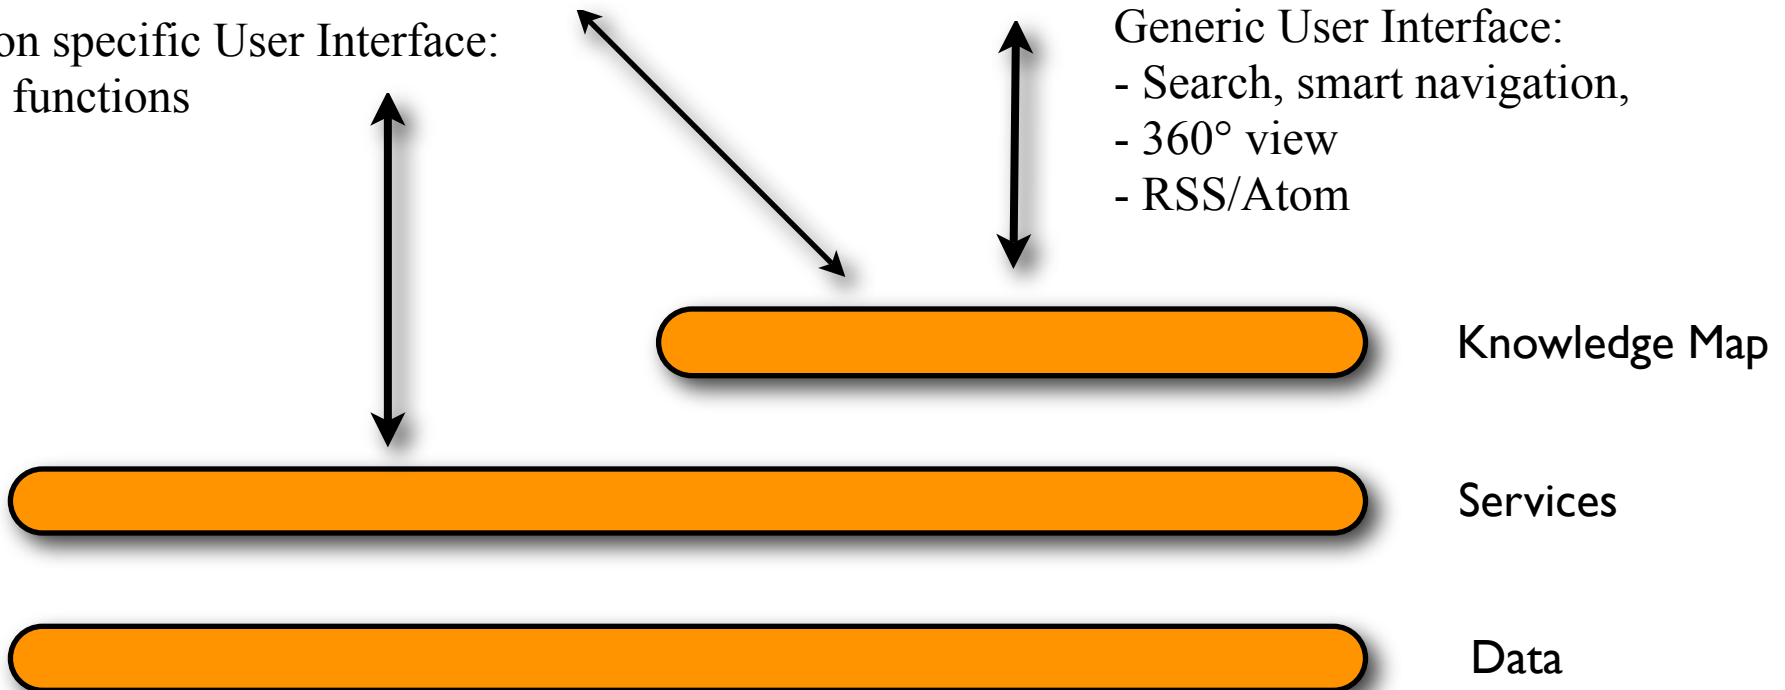 on specific User Interface:
functions
Generic User Interface:
- Search, smart navigation,
- 360° view
- RSS/Atom
Knowledge Map
Services
Data